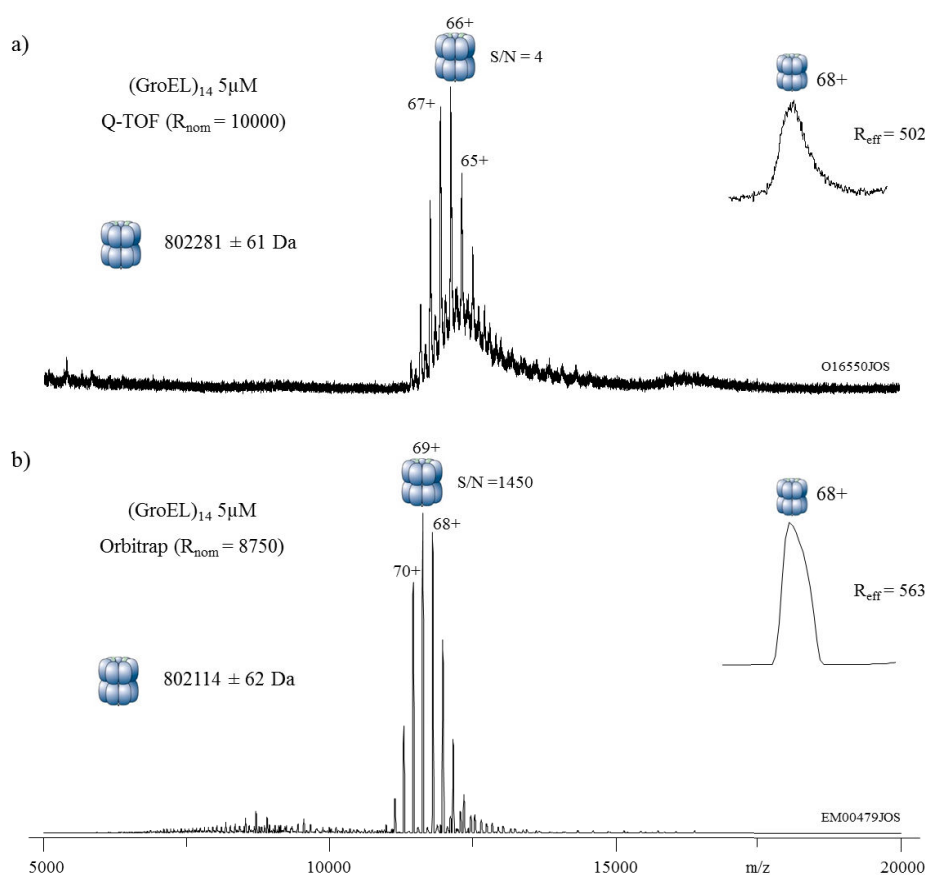 a)
66+
S/N = 4
(GroEL)14 5µM
Q-TOF (Rnom = 10000)
67+
65+
68+
Reff = 502
802281 ± 61 Da
O16550JOS
b)
69+
S/N =1450
(GroEL)14 5µM
Orbitrap (Rnom = 8750)
68+
70+
68+
Reff = 563
802114 ± 62 Da
EM00479JOS
5000 10000 15000 m/z 20000